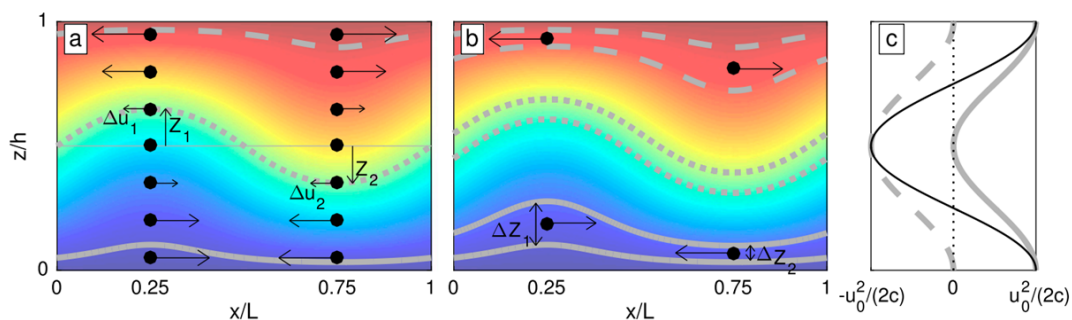 a
b
c
1
z/h
0
Δu₁
Z₁
Z₂
Δu₂
ΔZ₁
ΔZ₂
0 0.25 0.5 0.75 1
x/L
0 0.25 0.5 0.75 1
x/L
-u₀²/(2c) 0 u₀²/(2c)